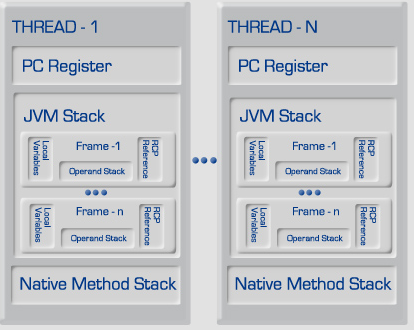 THREAD - 1
PC Register
JVM Stack
Local Variables
Frame -1
Operand Stack
RCP Reference
Local Variables
Frame - n
Operand Stack
RCP Reference
Native Method Stack
THREAD - N
PC Register
JVM Stack
Local Variables
Frame -1
Operand Stack
RCP Reference
Local Variables
Frame - n
Operand Stack
RCP Reference
Native Method Stack